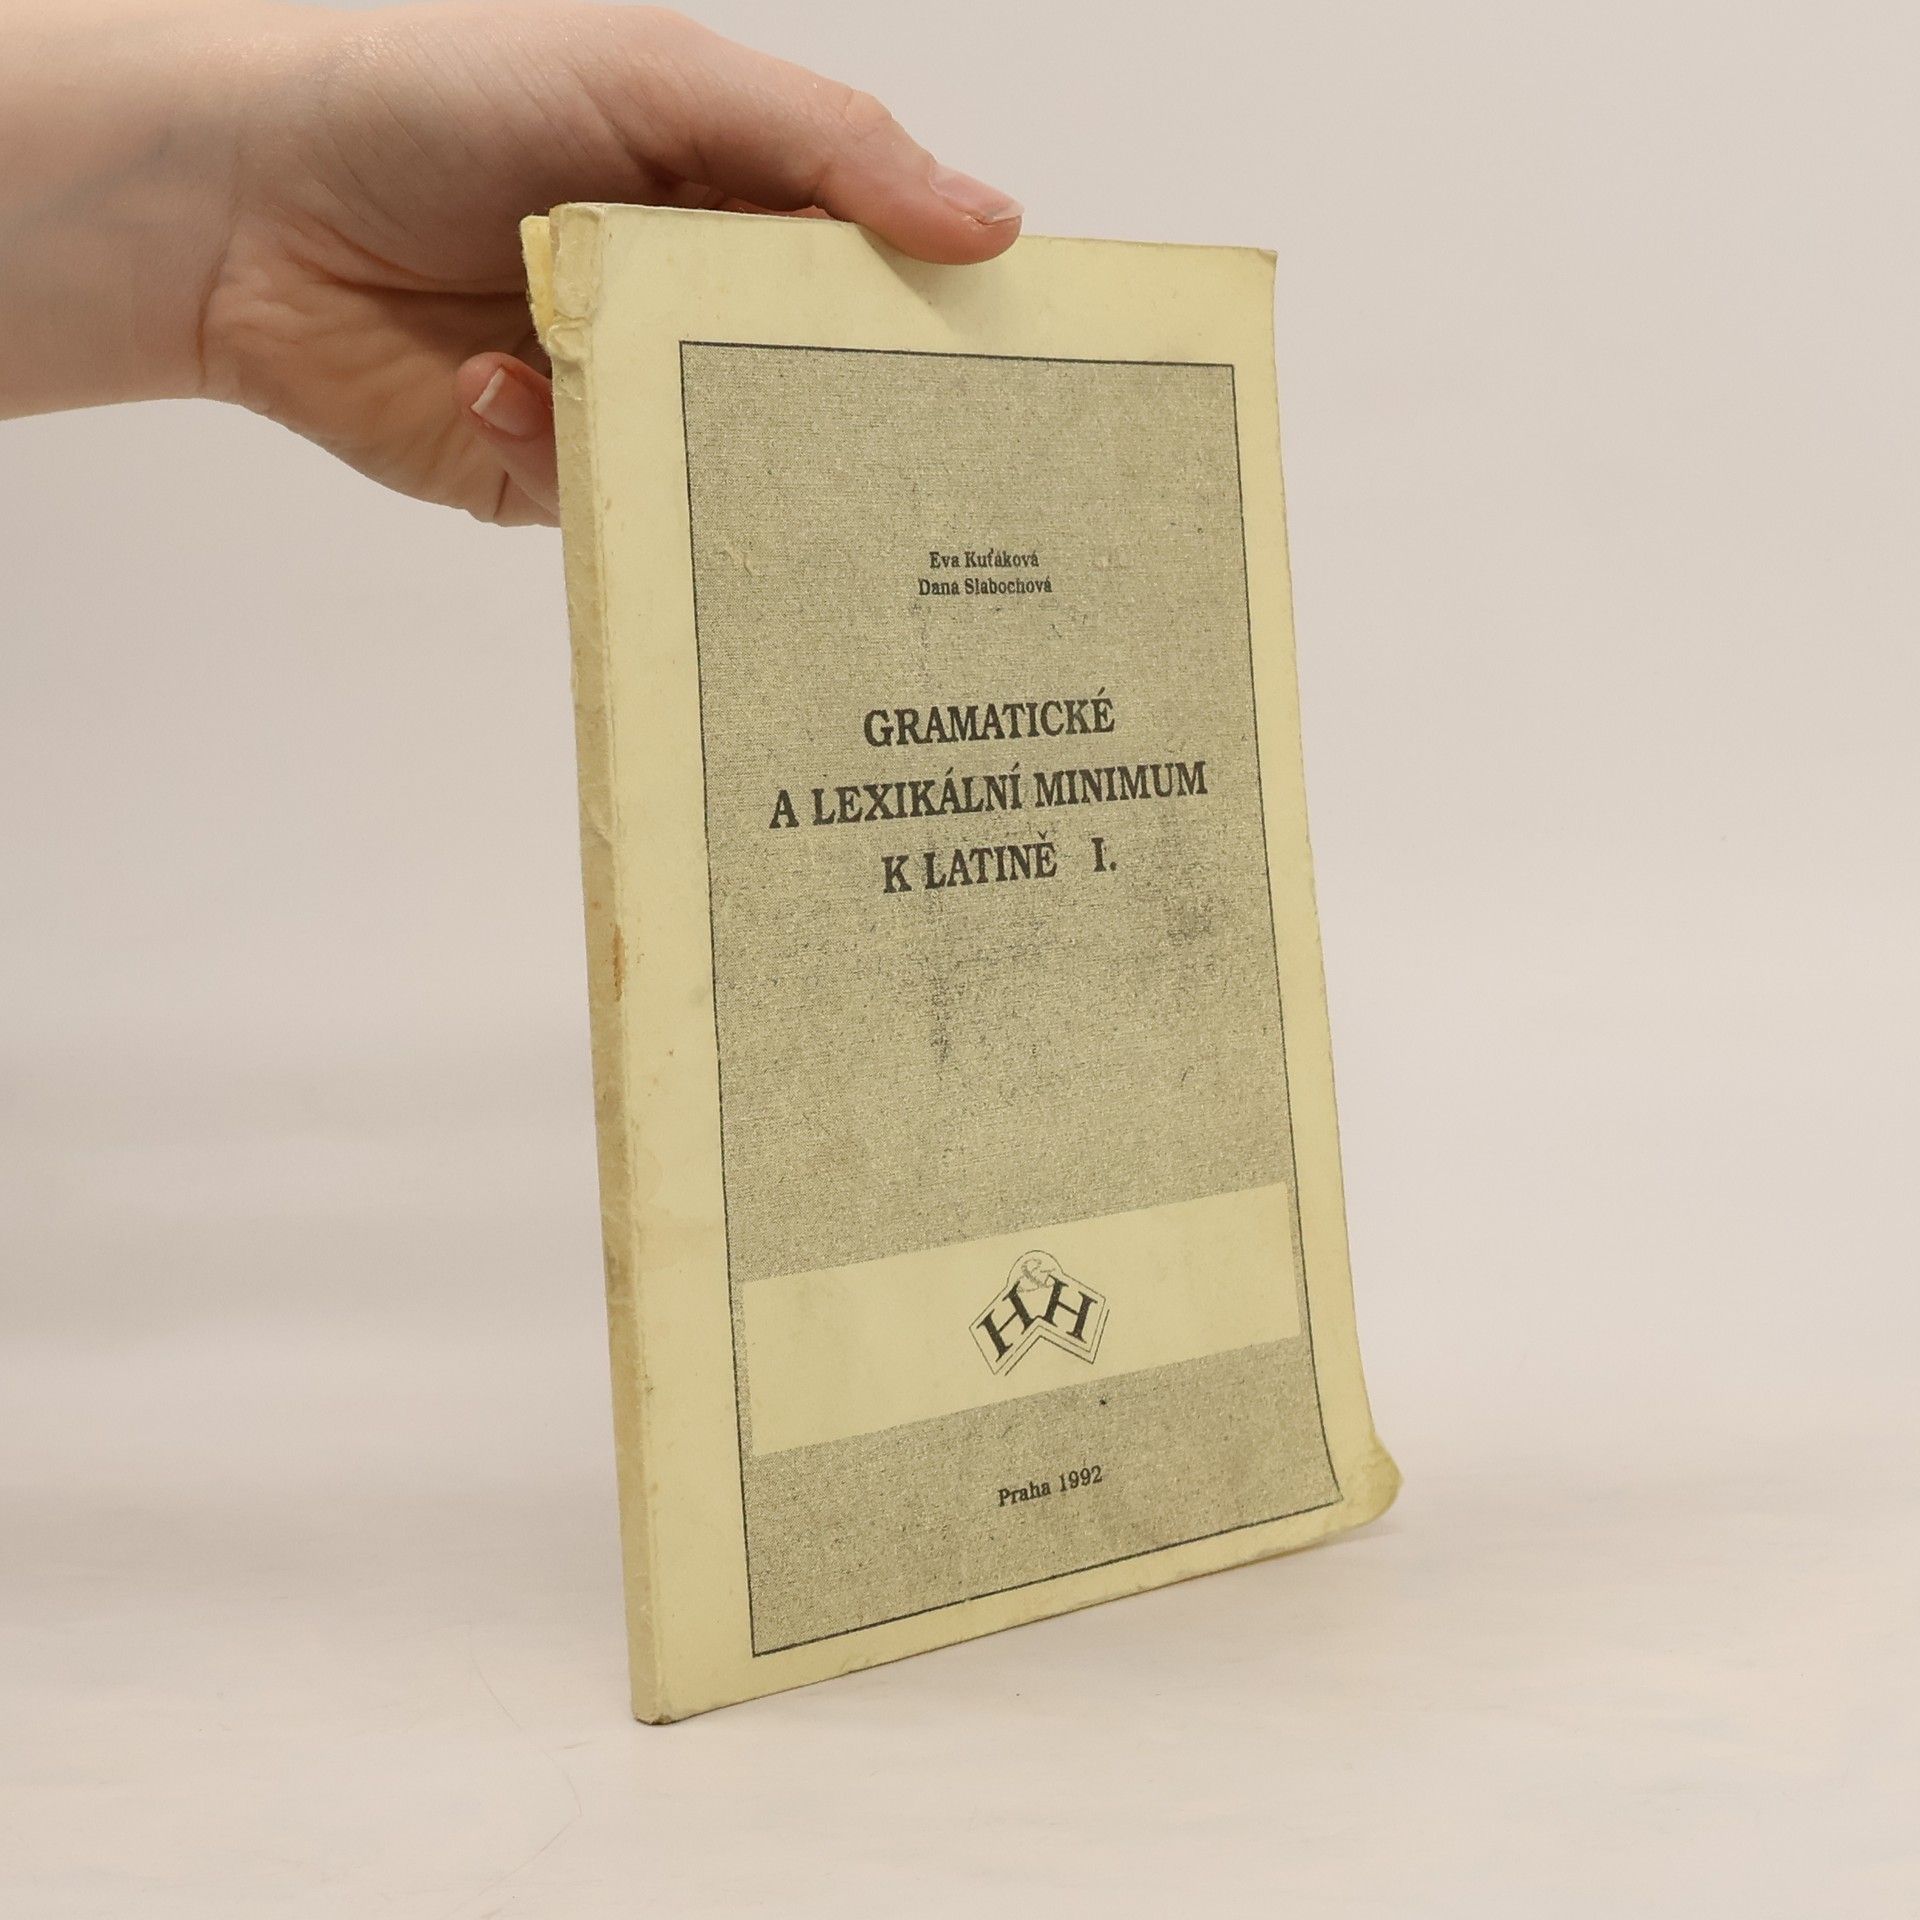 Eva Kuťáková
Dana Slabochová
GRAMATICKÉ
A LEXIKÁLNÍ MINIMUM
K LATINĚ I.
H&H
Praha 1992